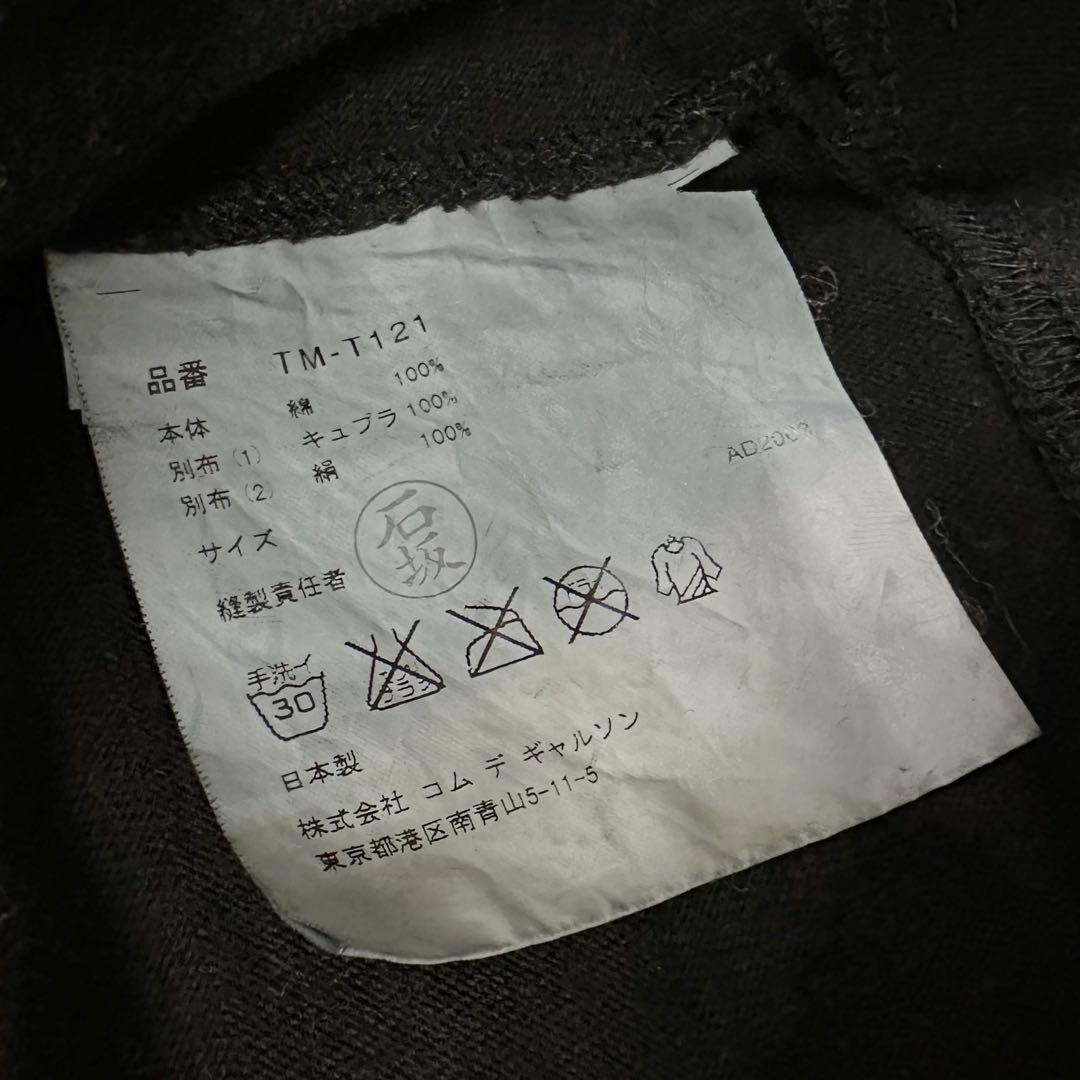 品番 TM-T121
本体 綿 100%
別布(1) キュプラ 100%
別布(2) 絹 100%
サイズ
縫製責任者 石坂
手洗イ
30
日本製
株式会社 コム デ ギャルソン
東京都港区南青山5-11-5